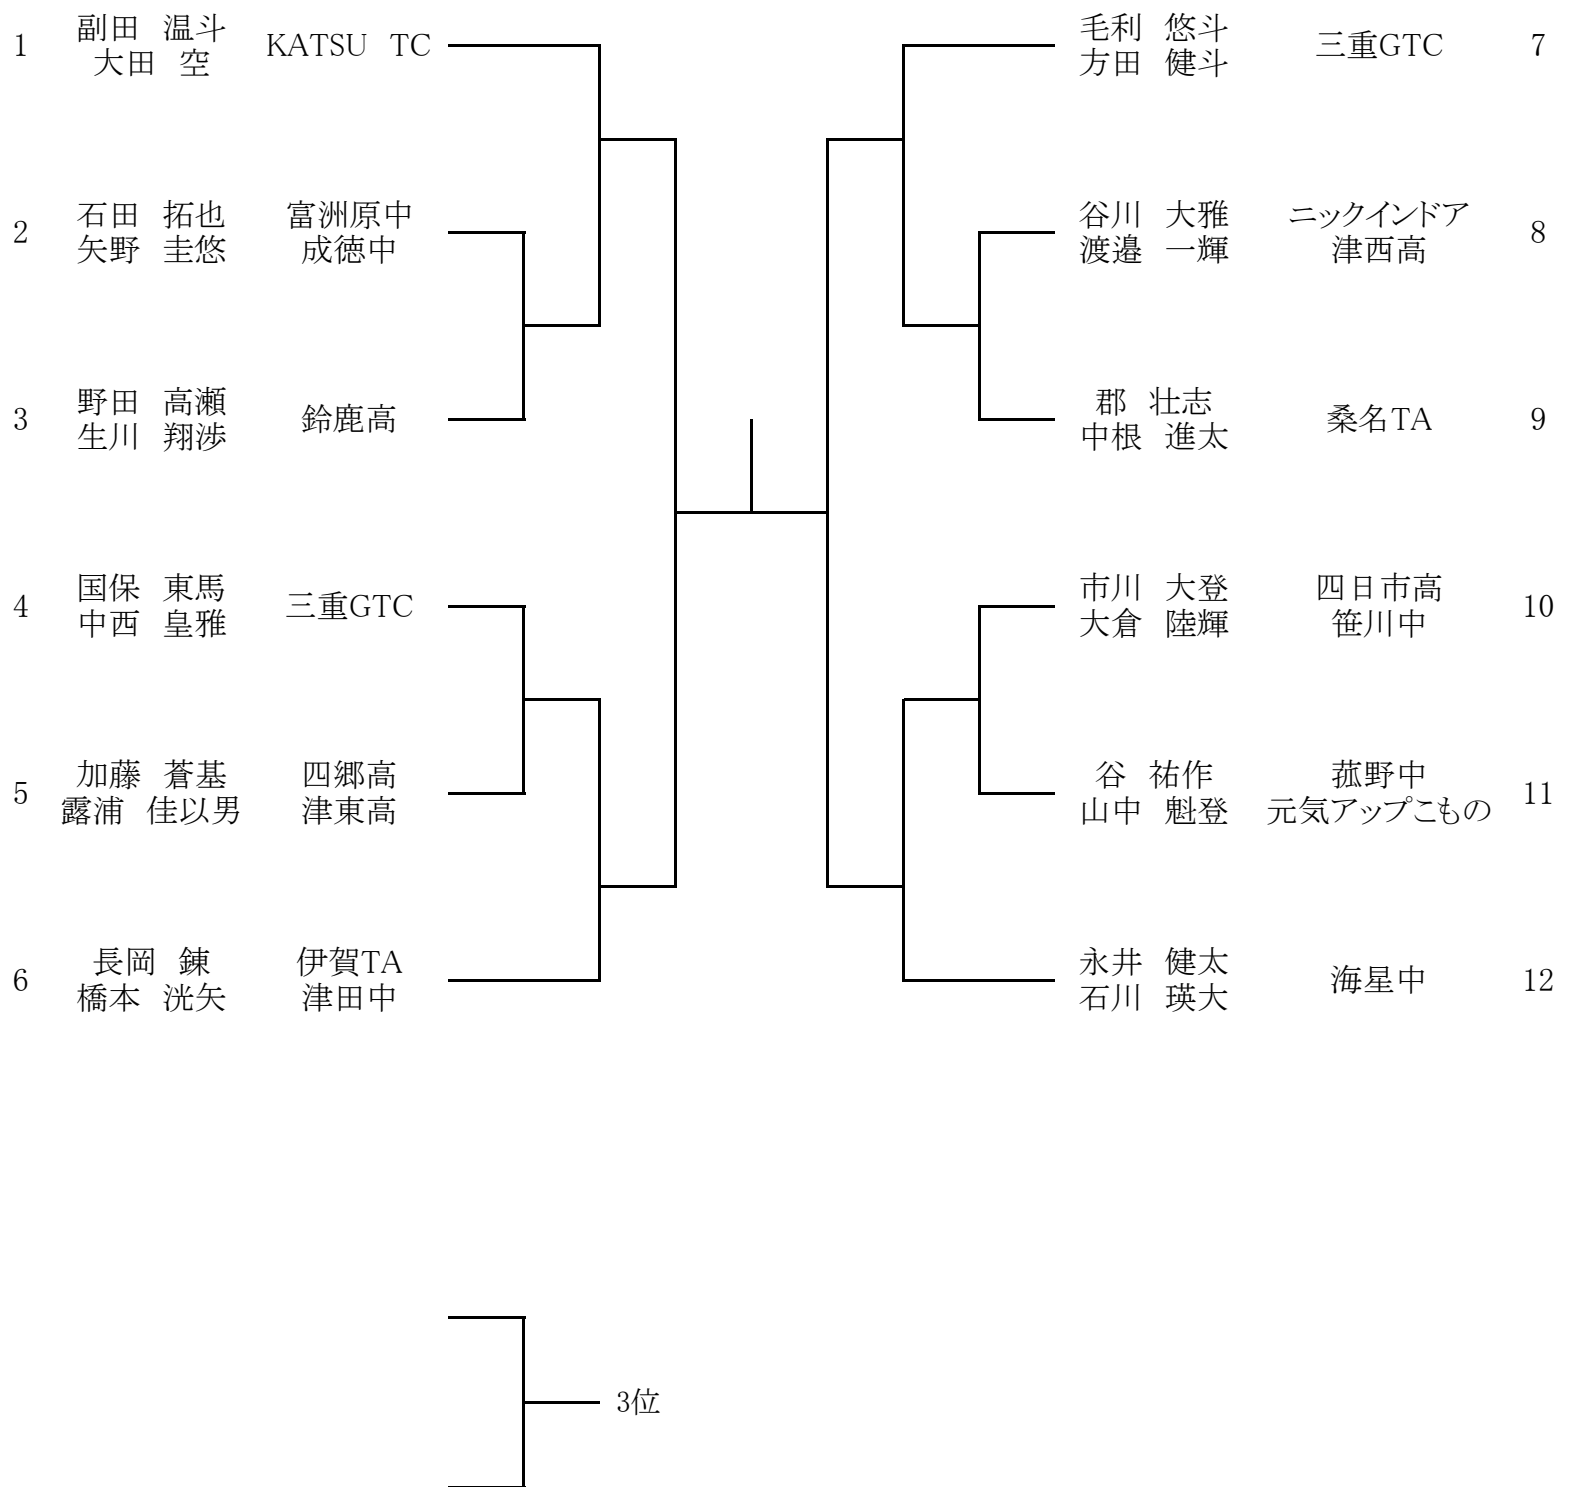 1 副田 温斗 KATSU TC
大田 空
2 石田 拓也 富洲原中
矢野 圭悠 成徳中
3 野田 高瀬 鈴鹿高
生川 翔渉
4 国保 東馬 三重GTC
中西 皇雅
5 加藤 蒼基 四郷高
露浦 佳以男 津東高
6 長岡 錬 伊賀TA
橋本 洸矢 津田中
毛利 悠斗 三重GTC 7
方田 健斗
谷川 大雅 ニックインドア 8
渡邉 一輝 津西高
郡 壮志 桑名TA 9
中根 進太
市川 大登 四日市高 10
大倉 陸輝 笹川中
谷 祐作 菰野中 11
山中 魁登 元気アップこもの
永井 健太 海星中 12
石川 瑛大
3位